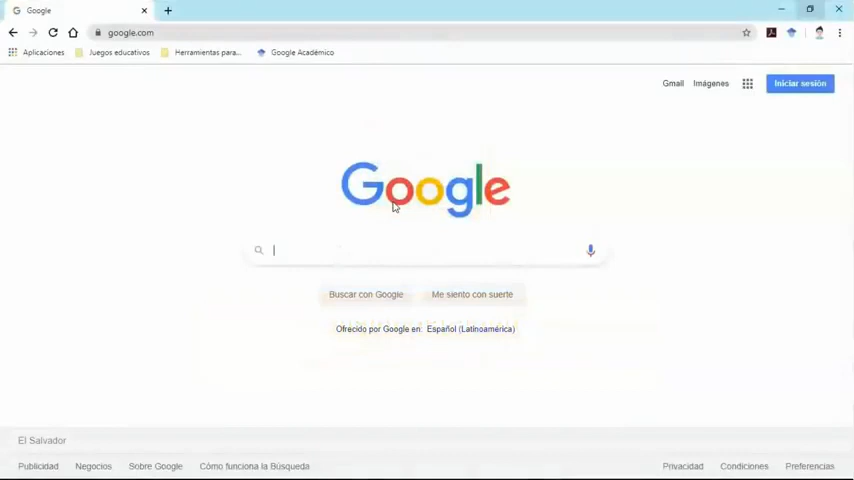 Google
google.com
Aplicaciones Juegos educativos Herramientas para... Google Académico
Gmail Imágenes Iniciar sesión
Google
Buscar con Google Me siento con suerte
Ofrecido por Google en: Español (Latinoamérica)
El Salvador
Publicidad Negocios Sobre Google Cómo funciona la Búsqueda Privacidad Condiciones Preferencias